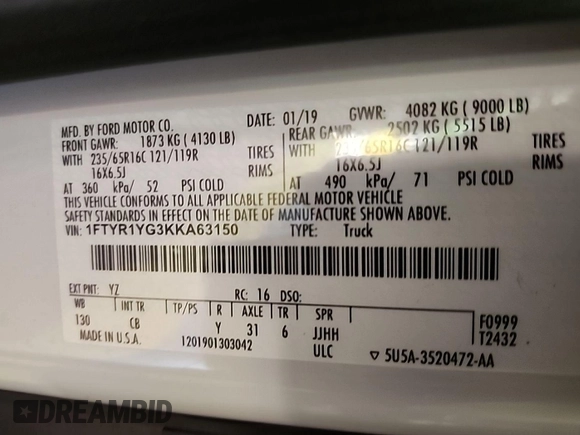 DATE: 01/19 GVWR: 4082 KG ( 9000 LB)
MFD. BY FORD MOTOR CO.
FRONT GAWR: 1873 KG ( 4130 LB) REAR GAWR: 2502 KG ( 5515 LB)
WITH 235/65R16C 121/119R TIRES WITH 235/65R16C 121/119R TIRES
16X6.5J RIMS 16X6.5J RIMS
AT 360 kPa/ 52 PSI COLD AT 490 kPa/ 71 PSI COLD
THIS VEHICLE CONFORMS TO ALL APPLICABLE FEDERAL MOTOR VEHICLE
SAFETY STANDARDS IN EFFECT ON THE DATE OF MANUFACTURE SHOWN ABOVE.
VIN: 1FTYR1YG3KKA63150 TYPE: Truck
EXT PNT: YZ RC: 16 DSO:
WB INT TR TP/PS R AXLE TR SPR
130 CB Y 31 6 JJHH
MADE IN U.S.A. 1201901303042 ULC
F0999
T2432
▽ 5U5A-3520472-AA
DREAMBID